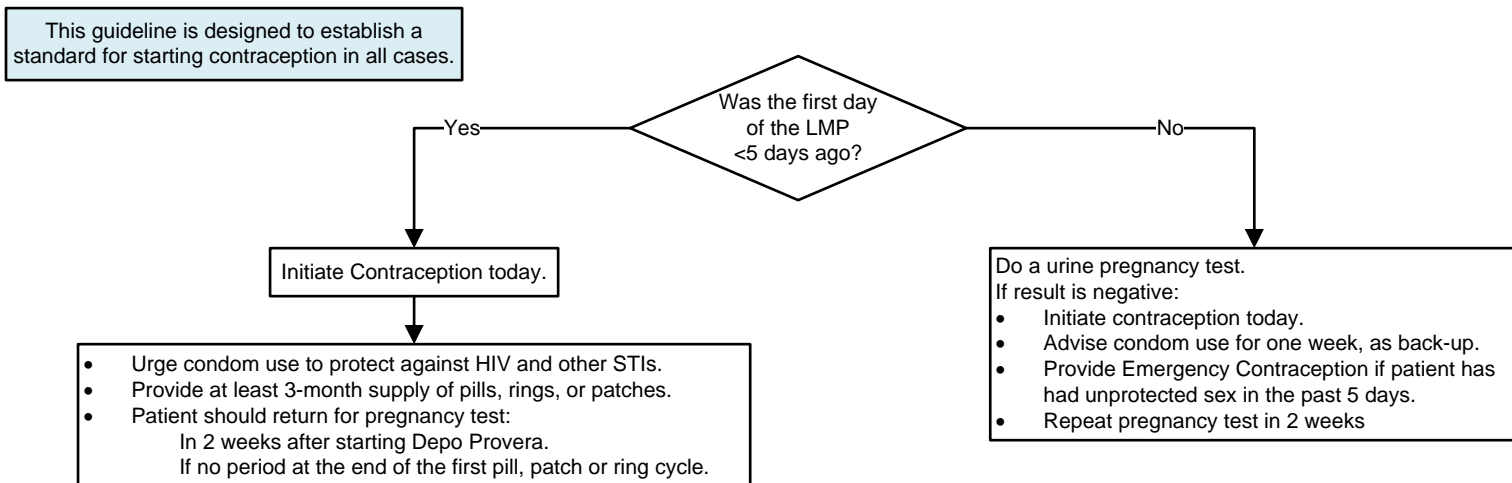 This guideline is designed to establish a
standard for starting contraception in all cases.
Was the first day
of the LMP
<5 days ago?
Yes
No
Initiate Contraception today.
• Urge condom use to protect against HIV and other STIs.
• Provide at least 3-month supply of pills, rings, or patches.
• Patient should return for pregnancy test:
In 2 weeks after starting Depo Provera.
If no period at the end of the first pill, patch or ring cycle.
Do a urine pregnancy test.
If result is negative:
• Initiate contraception today.
• Advise condom use for one week, as back-up.
• Provide Emergency Contraception if patient has
had unprotected sex in the past 5 days.
• Repeat pregnancy test in 2 weeks